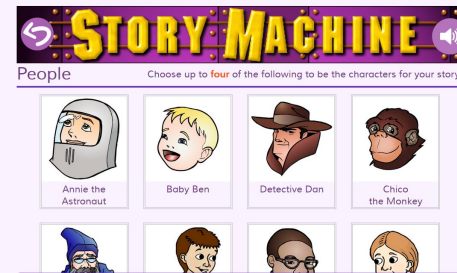 STORY MACHINE
People
Choose up to four of the following to be the characters for your story
Annie the
Astronaut
Baby Ben
Detective Dan
Chico
the Monkey